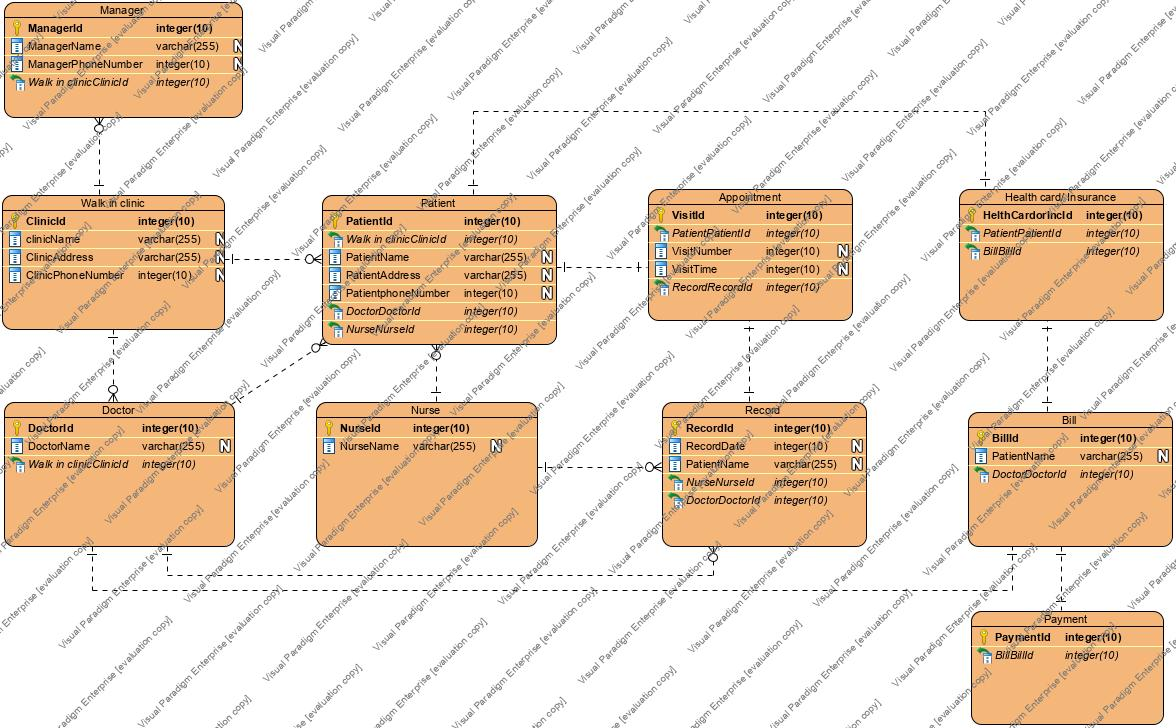 Manager
ManagerId integer(10)
ManagerName varchar(255) N
ManagerPhoneNumber integer(10) N
Walk in clinicClinicId integer(10)
Walk in clinic
ClinicId integer(10)
clinicName varchar(255) N
ClinicAddress varchar(255) N
ClinicPhoneNumber integer(10) N
Patient
PatientId integer(10)
Walk in clinicClinicId integer(10)
PatientName varchar(255) N
PatientAddress varchar(255) N
PatientphoneNumber integer(10) N
DoctorDoctorId integer(10)
NurseNurseId integer(10)
Appointment
VisitId integer(10)
PatientPatientId integer(10)
VisitNumber integer(10) N
VisitTime integer(10) N
RecordRecordId integer(10)
Health card/ Insurance
HelthCardorIncId integer(10)
PatientPatientId integer(10)
BillBillId integer(10)
Doctor
DoctorId integer(10)
DoctorName varchar(255) N
Walk in clinicClinicId integer(10)
Nurse
NurseId integer(10)
NurseName varchar(255) N
Record
RecordId integer(10)
RecordDate integer(10) N
PatientName varchar(255) N
NurseNurseId integer(10)
DoctorDoctorId integer(10)
Bill
BillId integer(10)
PatientName varchar(255) N
DoctorDoctorId integer(10)
Payment
PaymentId integer(10)
BillBillId integer(10)
Visual Paradigm Enterprise [evaluation copy]